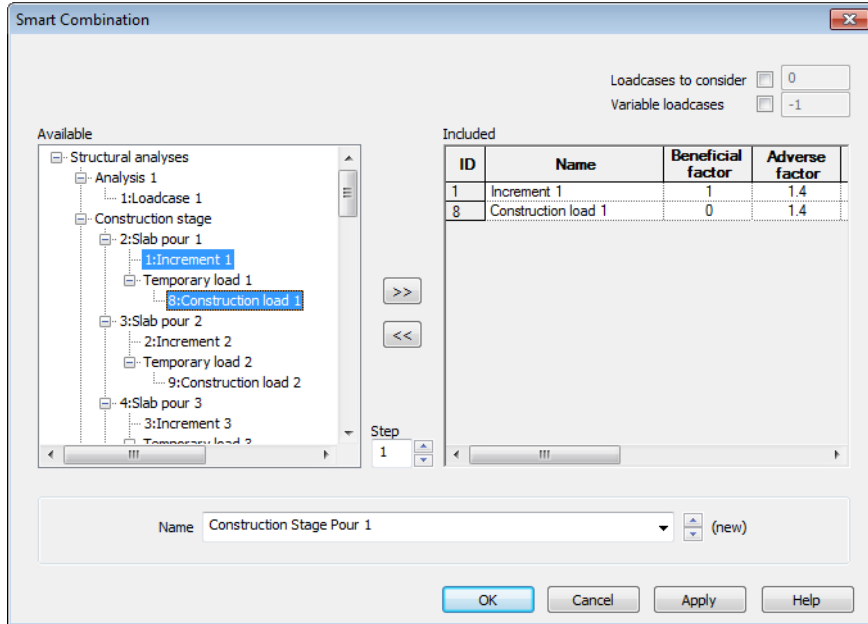 Smart Combination
Loadcases to consider 0
Variable loadcases -1
Available
Structural analyses
Analysis 1
1:Loadcase 1
Construction stage
2:Slab pour 1
1:Increment 1
Temporary load 1
8:Construction load 1
3:Slab pour 2
2:Increment 2
Temporary load 2
9:Construction load 2
4:Slab pour 3
3:Increment 3
Temporary load 3
>>
<<
Step
1
Included
ID Name Beneficial factor Adverse factor
1 Increment 1 1 1.4
8 Construction load 1 0 1.4
Name Construction Stage Pour 1 (new)
OK Cancel Apply Help